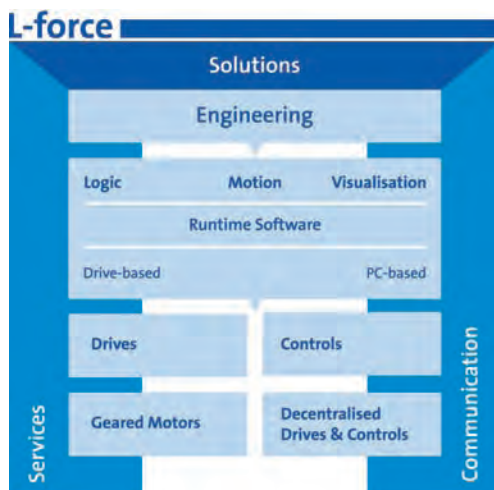 L-force
Solutions
Engineering
Logic Motion Visualisation
Runtime Software
Drive-based PC-based
Drives Controls
Geared Motors Decentralised
Drives & Controls
Services
Communication